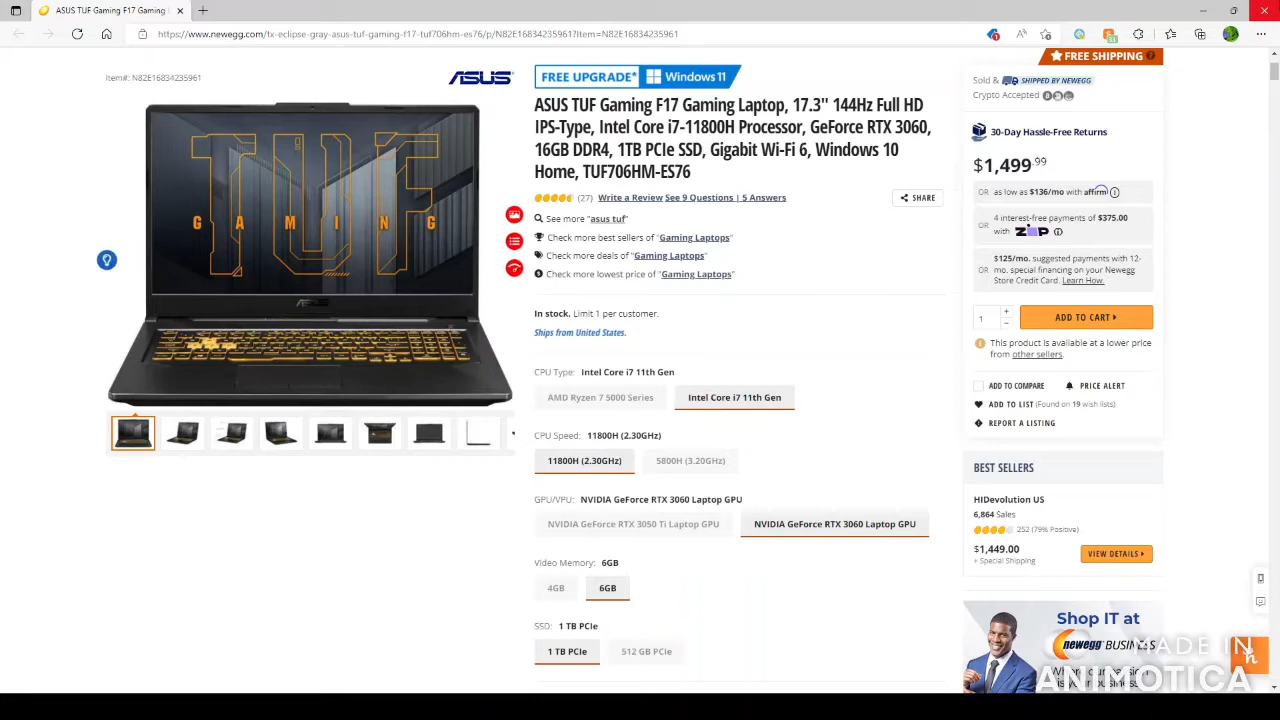 ASUS TUF Gaming F17 Gaming L
https://www.newegg.com/tx-eclipse-gray-asus-tuf-gaming-f17-tuf706hm-es76/p/N82E16834235961?Item=N82E16834235961
FREE SHIPPING
Item#: N82E16834235961
ASUS
FREE UPGRADE* Windows 11
ASUS TUF Gaming F17 Gaming Laptop, 17.3" 144Hz Full HD
IPS-Type, Intel Core i7-11800H Processor, GeForce RTX 3060,
16GB DDR4, 1TB PCIe SSD, Gigabit Wi-Fi 6, Windows 10
Home, TUF706HM-ES76
(27) Write a Review See 9 Questions | 5 Answers
SHARE
See more "asus tuf"
Check more best sellers of "Gaming Laptops"
Check more deals of "Gaming Laptops"
Check more lowest price of "Gaming Laptops"
TUF
GAMING
ASUS
In stock. Limit 1 per customer.
Ships from United States.
CPU Type: Intel Core i7 11th Gen
AMD Ryzen 7 5000 Series Intel Core i7 11th Gen
CPU Speed: 11800H (2.30GHz)
11800H (2.30GHz) 5800H (3.20GHz)
GPU/VPU: NVIDIA GeForce RTX 3060 Laptop GPU
NVIDIA GeForce RTX 3050 Ti Laptop GPU NVIDIA GeForce RTX 3060 Laptop GPU
Video Memory: 6GB
4GB 6GB
SSD: 1 TB PCIe
1 TB PCIe 512 GB PCIe
Sold & SHIPPED BY NEWEGG
Crypto Accepted
30-Day Hassle-Free Returns
$1,499.99
OR as low as $136/mo with affirm
OR 4 interest-free payments of $375.00
with ZIP
OR $125/mo. suggested payments with 12-
mo. special financing on your Newegg
Store Credit Card. Learn How.
1 + − ADD TO CART
This product is available at a lower price
from other sellers.
ADD TO COMPARE PRICE ALERT
ADD TO LIST (Found on 19 wish lists)
REPORT A LISTING
BEST SELLERS
HIDevolution US
6,864 Sales
252 (79% Positive)
$1,449.00
+ Special Shipping
VIEW DETAILS
Shop IT at
newegg BUSINESS
MADE IN
ANIMOTICA